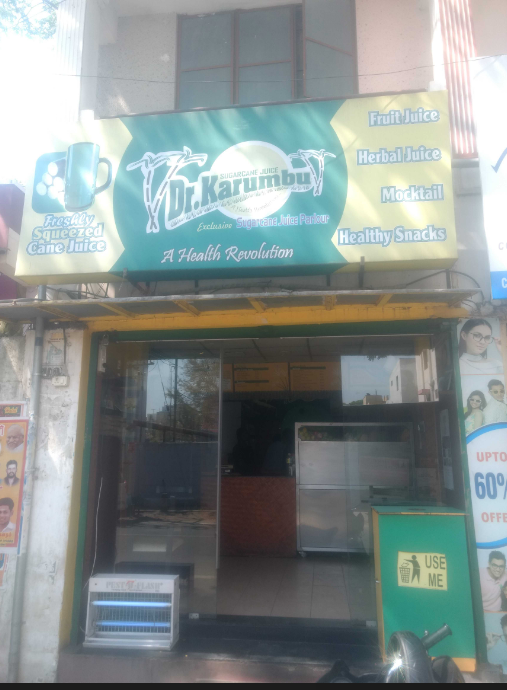 Freshly
Squeezed
Cane Juice
SUGARCANE JUICE
Dr.Karumbu
Exclusive Sugarcane Juice Parlour
A Health Revolution
Fruit Juice
Herbal Juice
Mocktail
Healthy Snacks
UPTO
60%
OFFE
USE
ME